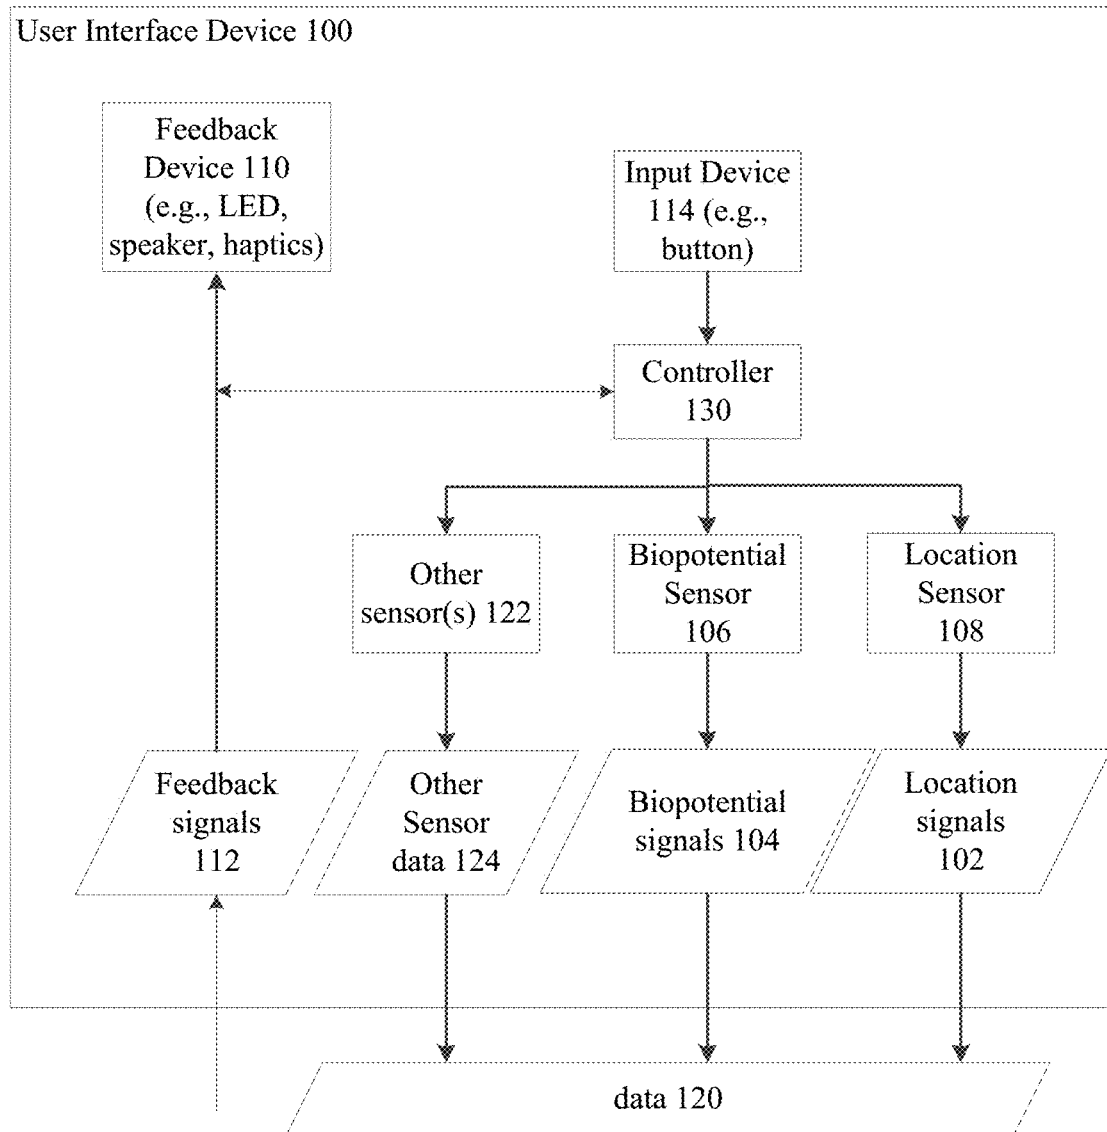 User Interface Device 100
Feedback
Device 110
(e.g., LED,
speaker, haptics)
Input Device
114 (e.g.,
button)
Controller
130
Other
sensor(s) 122
Biopotential
Sensor
106
Location
Sensor
108
Feedback
signals
112
Other
Sensor
data 124
Biopotential
signals 104
Location
signals
102
data 120